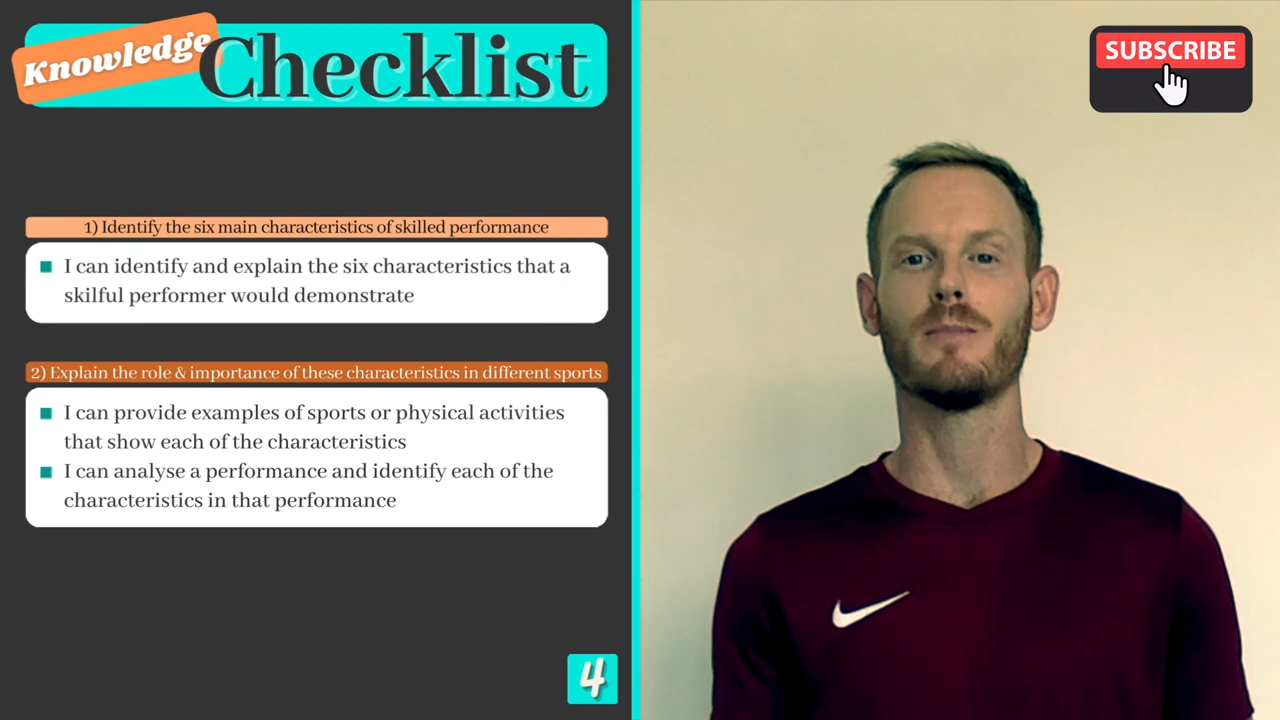 Knowledge Checklist
SUBSCRIBE
1) Identify the six main characteristics of skilled performance
I can identify and explain the six characteristics that a
skilful performer would demonstrate
2) Explain the role & importance of these characteristics in different sports
I can provide examples of sports or physical activities
that show each of the characteristics
I can analyse a performance and identify each of the
characteristics in that performance
4